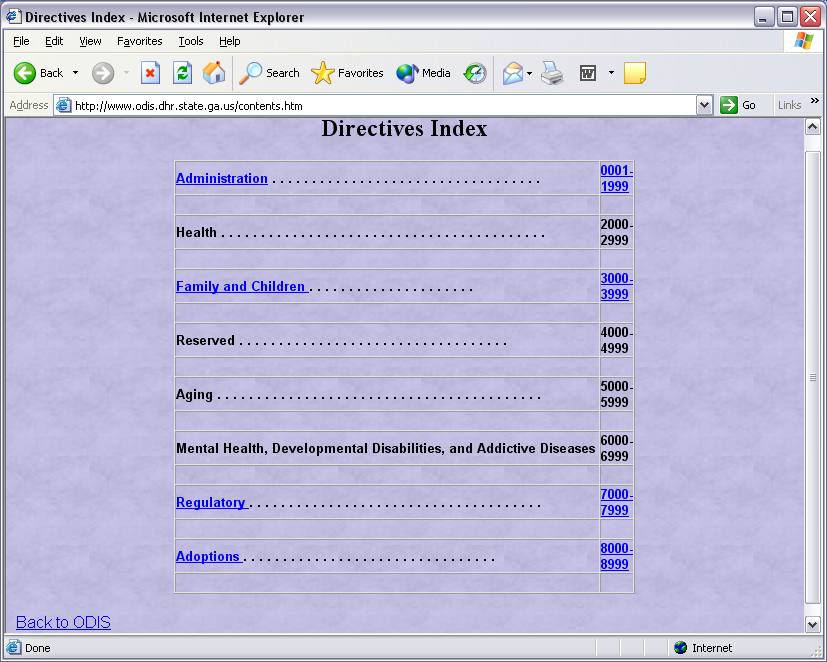 Directives Index - Microsoft Internet Explorer
File Edit View Favorites Tools Help
Back Search Favorites Media
Address http://www.odis.dhr.state.ga.us/contents.htm Go Links »
Directives Index
Administration . . . . . . . . . . . . . . . . . . . . . . . . . . . . . . . . . . 0001-
1999
Health . . . . . . . . . . . . . . . . . . . . . . . . . . . . . . . . . . . . . . . . . 2000-
2999
Family and Children . . . . . . . . . . . . . . . . . . . . . 3000-
3999
Reserved . . . . . . . . . . . . . . . . . . . . . . . . . . . . . . . . . . 4000-
4999
Aging . . . . . . . . . . . . . . . . . . . . . . . . . . . . . . . . . . . . . . . . . 5000-
5999
Mental Health, Developmental Disabilities, and Addictive Diseases 6000-
6999
Regulatory . . . . . . . . . . . . . . . . . . . . . . . . . . . . . . . . . . . . . 7000-
7999
Adoptions . . . . . . . . . . . . . . . . . . . . . . . . . . . . . . . . 8000-
8999
Back to ODIS
Done Internet